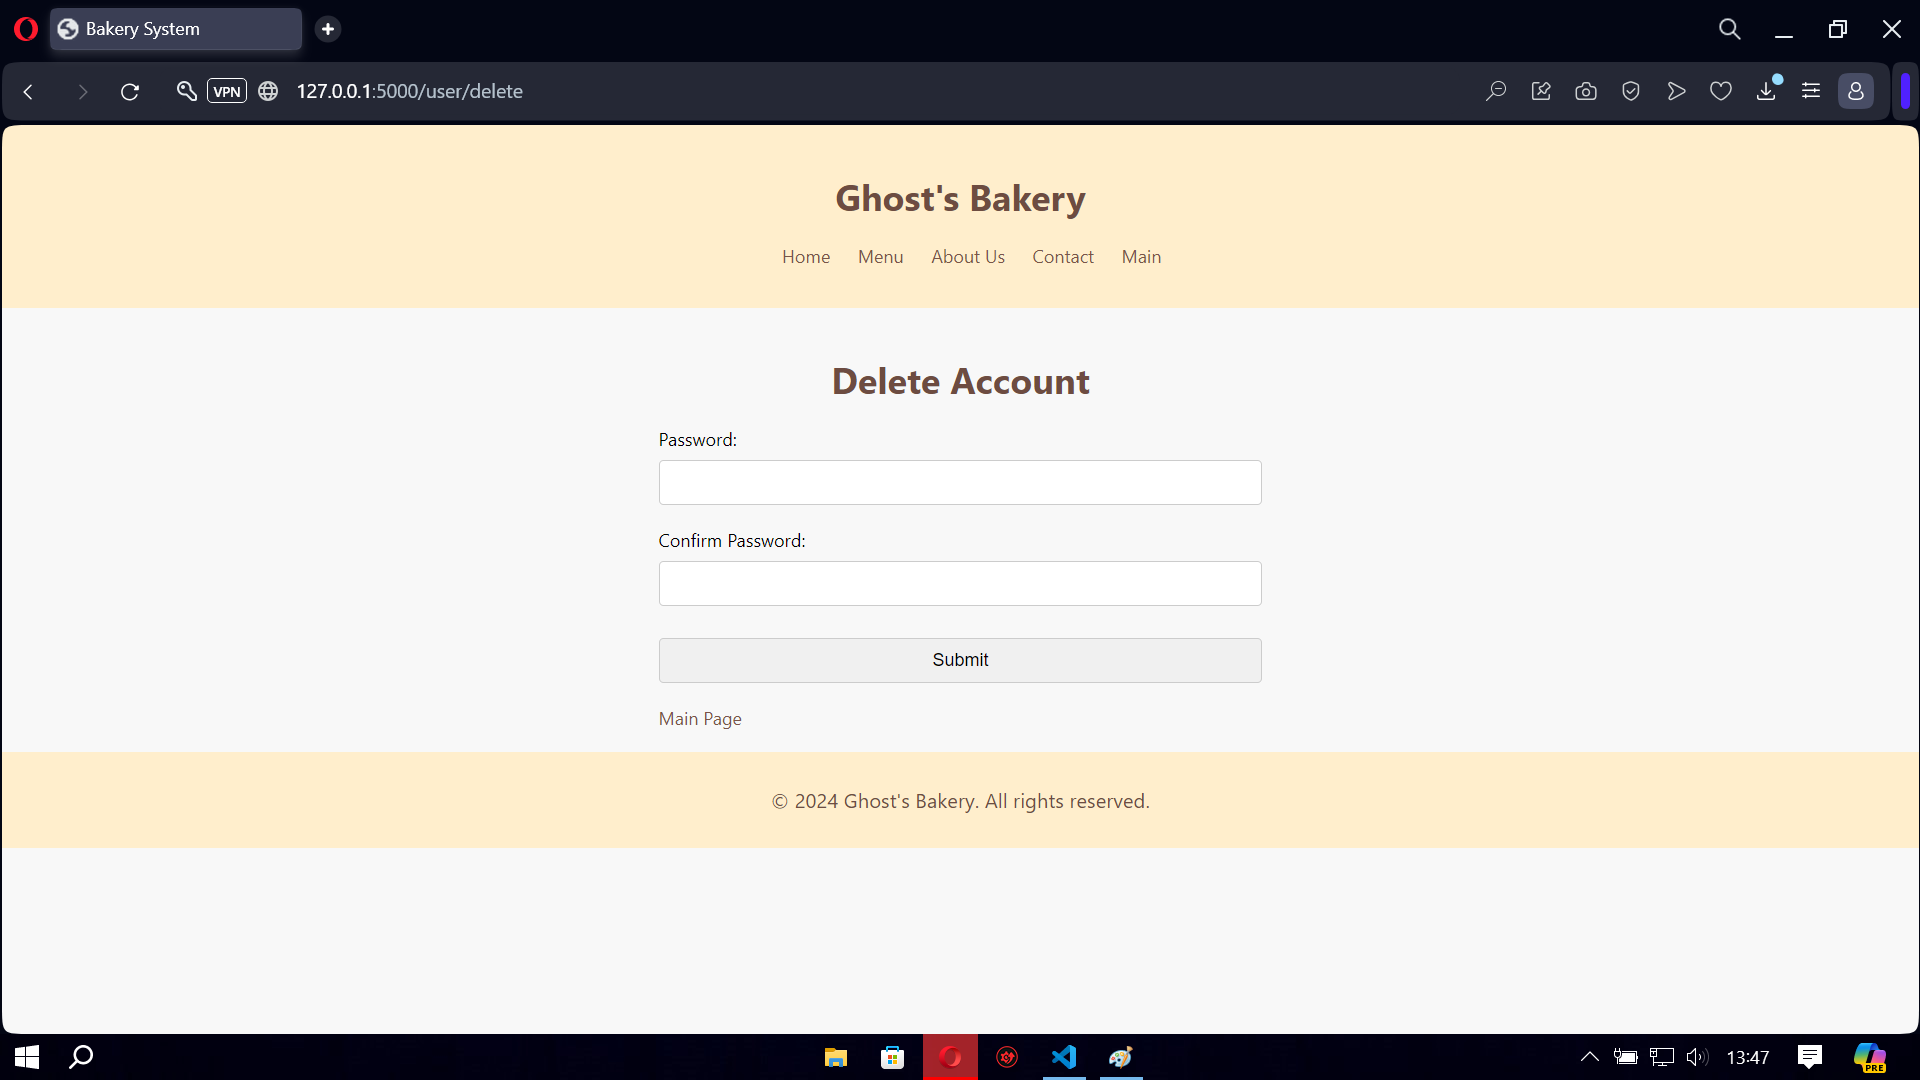 Bakery System
VPN
127.0.0.1:5000/user/delete
Ghost's Bakery
Home Menu About Us Contact Main
Delete Account
Password:
Confirm Password:
Submit
Main Page
© 2024 Ghost's Bakery. All rights reserved.
13:47
PRE